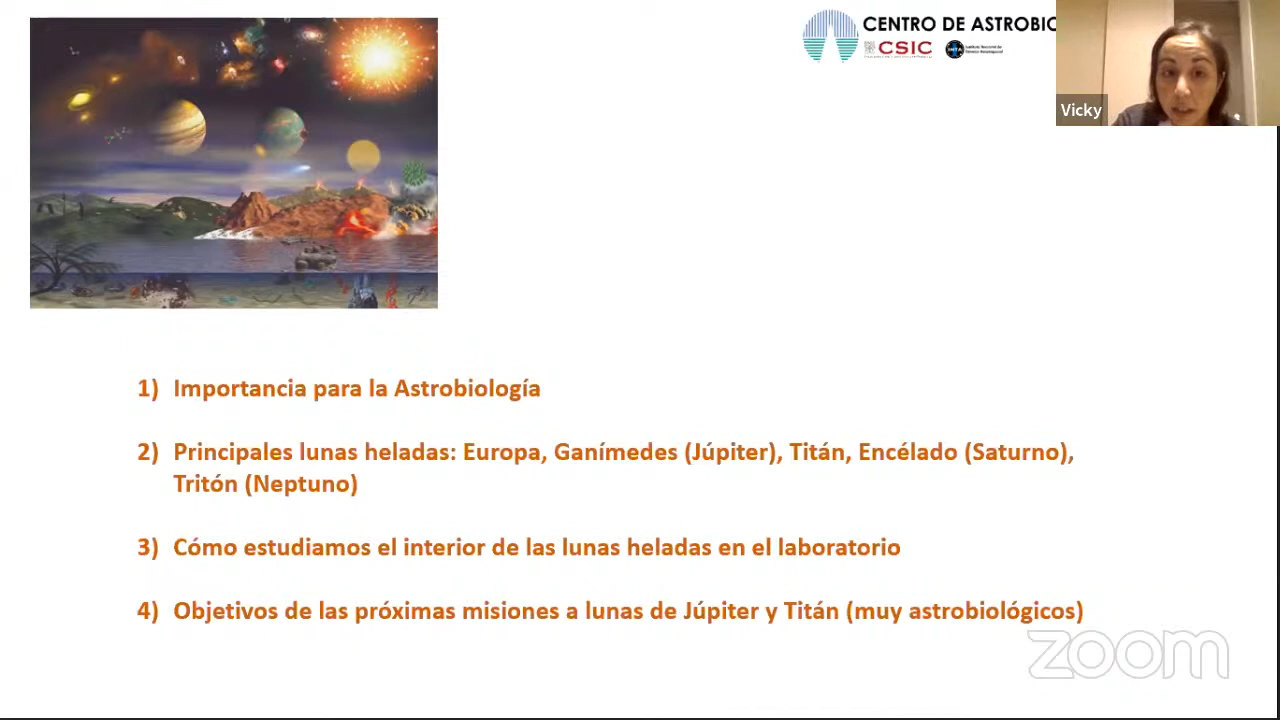 CENTRO DE ASTROBIO
CSIC
INTA
Vicky
1) Importancia para la Astrobiología
2) Principales lunas heladas: Europa, Ganímedes (Júpiter), Titán, Encélado (Saturno),
Tritón (Neptuno)
3) Cómo estudiamos el interior de las lunas heladas en el laboratorio
4) Objetivos de las próximas misiones a lunas de Júpiter y Titán (muy astrobiológicos)
zoom